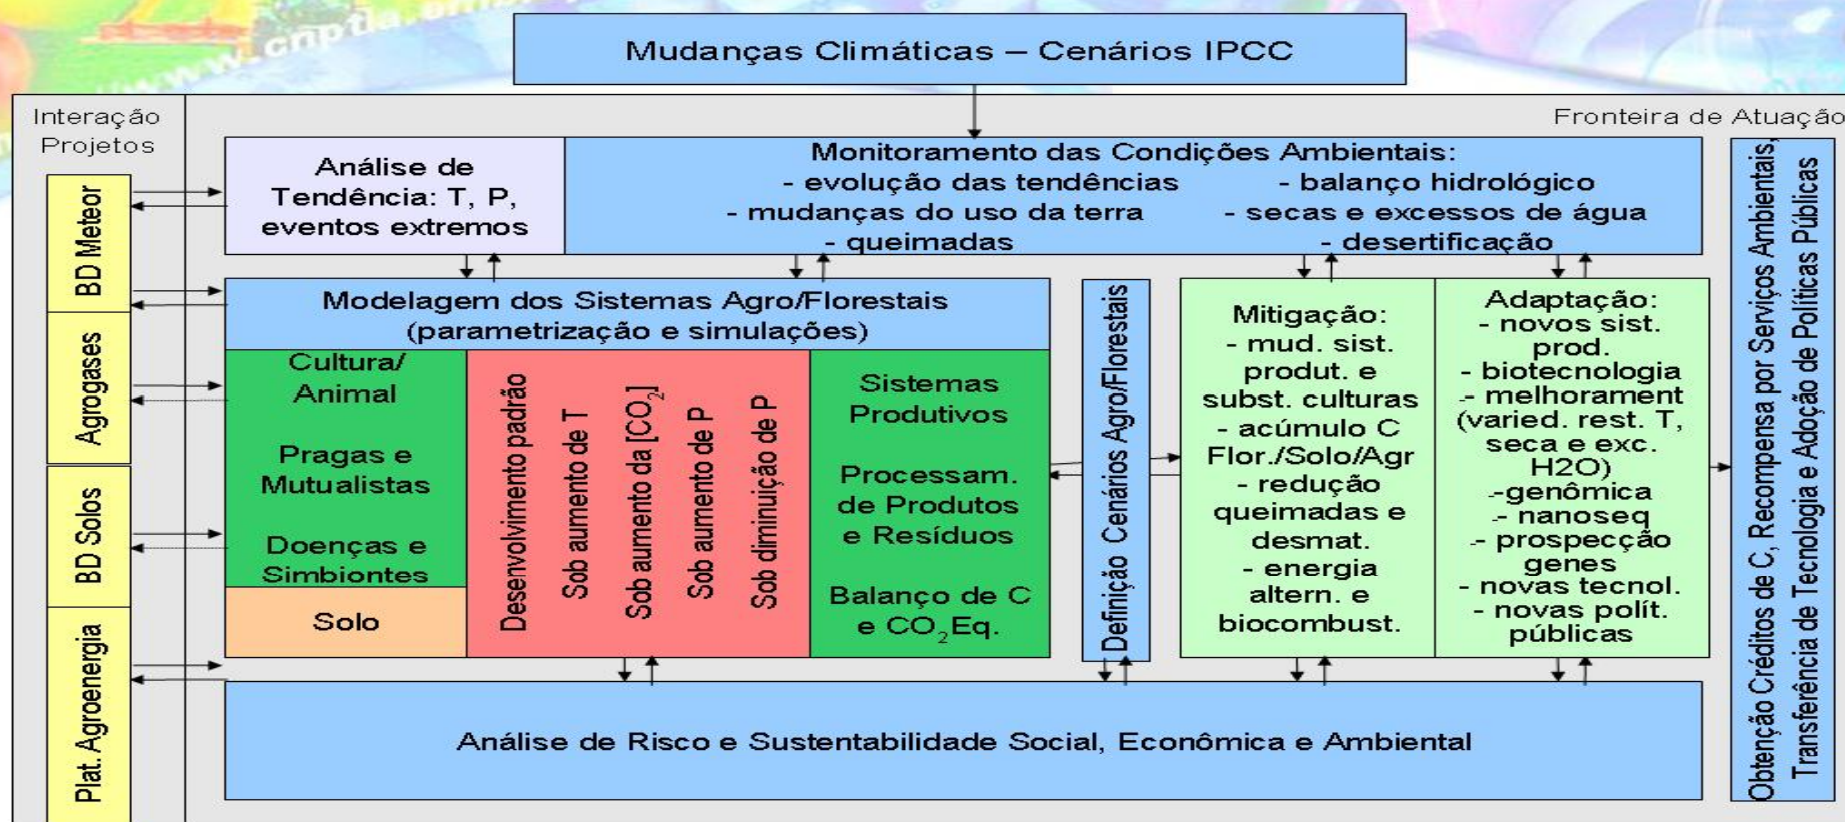 www.cnptia.em
Mudanças Climáticas – Cenários IPCC
Interação
Projetos
Fronteira de Atuação
BD Meteor
Agrogases
BD Solos
Plat. Agroenergia
Análise de
Tendência: T, P,
eventos extremos
Monitoramento das Condições Ambientais:
- evolução das tendências
- balanço hidrológico
- mudanças do uso da terra
- secas e excessos de água
- queimadas
- desertificação
Modelagem dos Sistemas Agro/Florestais
(parametrização e simulações)
Cultura/
Animal
Pragas e
Mutualistas
Doenças e
Simbiontes
Solo
Desenvolvimento padrão
Sob aumento de T
Sob aumento da [CO₂]
Sob aumento de P
Sob diminuição de P
Sistemas
Produtivos
Processam.
de Produtos
e Resíduos
Balanço de C
e CO₂Eq.
Definição Cenários Agro/Florestais
Mitigação:
- mud. sist.
produt. e
subst. culturas
- acúmulo C
Flor./Solo/Agr
- redução
queimadas e
desmat.
- energia
altern. e
biocombust.
Adaptação:
- novos sist.
prod.
- biotecnologia
- melhorament
(varied. rest. T,
seca e exc.
H2O)
.-genômica
.- nanoseq
.- prospecção
genes
- novas tecnol.
- novas polít.
públicas
Obtenção Créditos de C, Recompensa por Serviços Ambientais,
Transferência de Tecnologia e Adoção de Políticas Públicas
Análise de Risco e Sustentabilidade Social, Econômica e Ambiental